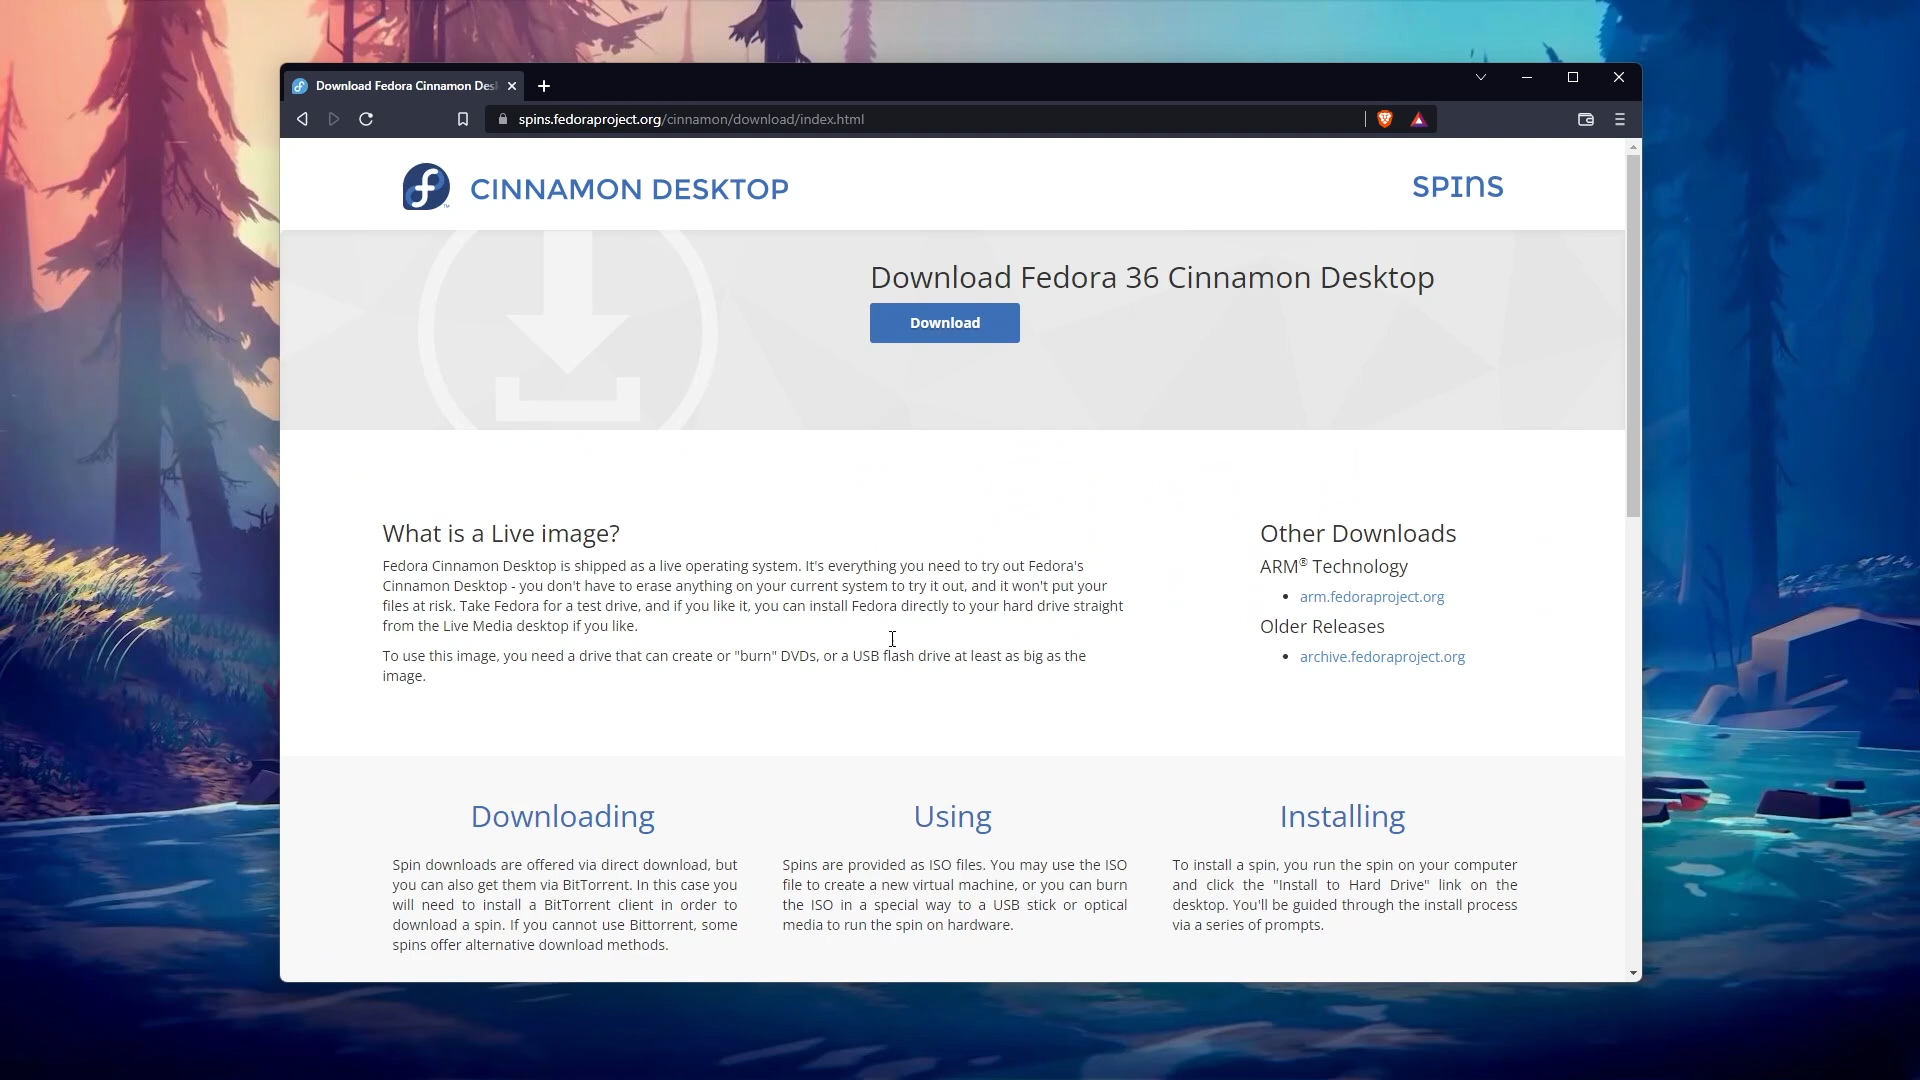 Download Fedora Cinnamon Des
spins.fedoraproject.org/cinnamon/download/index.html
CINNAMON DESKTOP
SPINS
Download Fedora 36 Cinnamon Desktop
Download
What is a Live image?
Fedora Cinnamon Desktop is shipped as a live operating system. It's everything you need to try out Fedora's
Cinnamon Desktop - you don't have to erase anything on your current system to try it out, and it won't put your
files at risk. Take Fedora for a test drive, and if you like it, you can install Fedora directly to your hard drive straight
from the Live Media desktop if you like.
To use this image, you need a drive that can create or "burn" DVDs, or a USB flash drive at least as big as the
image.
Other Downloads
ARM® Technology
• arm.fedoraproject.org
Older Releases
• archive.fedoraproject.org
Downloading
Spin downloads are offered via direct download, but
you can also get them via BitTorrent. In this case you
will need to install a BitTorrent client in order to
download a spin. If you cannot use Bittorrent, some
spins offer alternative download methods.
Using
Spins are provided as ISO files. You may use the ISO
file to create a new virtual machine, or you can burn
the ISO in a special way to a USB stick or optical
media to run the spin on hardware.
Installing
To install a spin, you run the spin on your computer
and click the "Install to Hard Drive" link on the
desktop. You'll be guided through the install process
via a series of prompts.